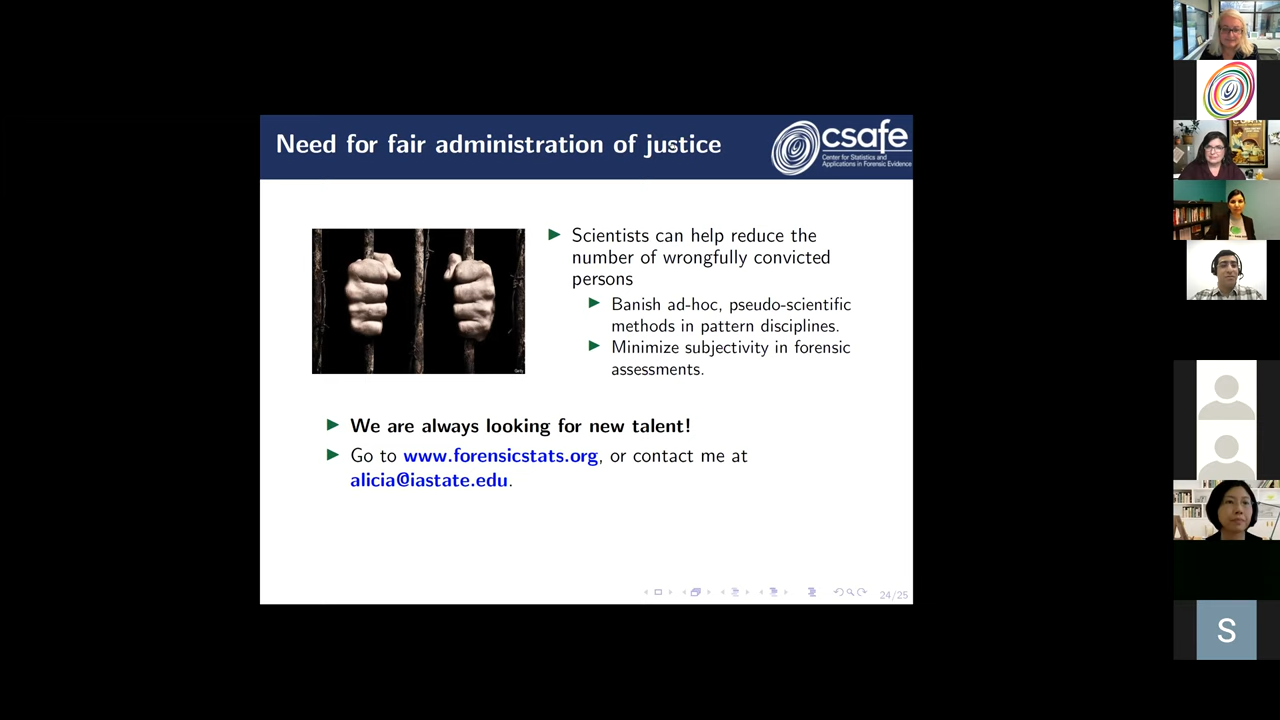 Need for fair administration of justice
csafe
Center for Statistics and
Applications in Forensic Evidence
▶ Scientists can help reduce the
number of wrongfully convicted
persons
▶ Banish ad-hoc, pseudo-scientific
methods in pattern disciplines.
▶ Minimize subjectivity in forensic
assessments.
▶ We are always looking for new talent!
▶ Go to www.forensicstats.org, or contact me at
alicia@iastate.edu.
24/25
S